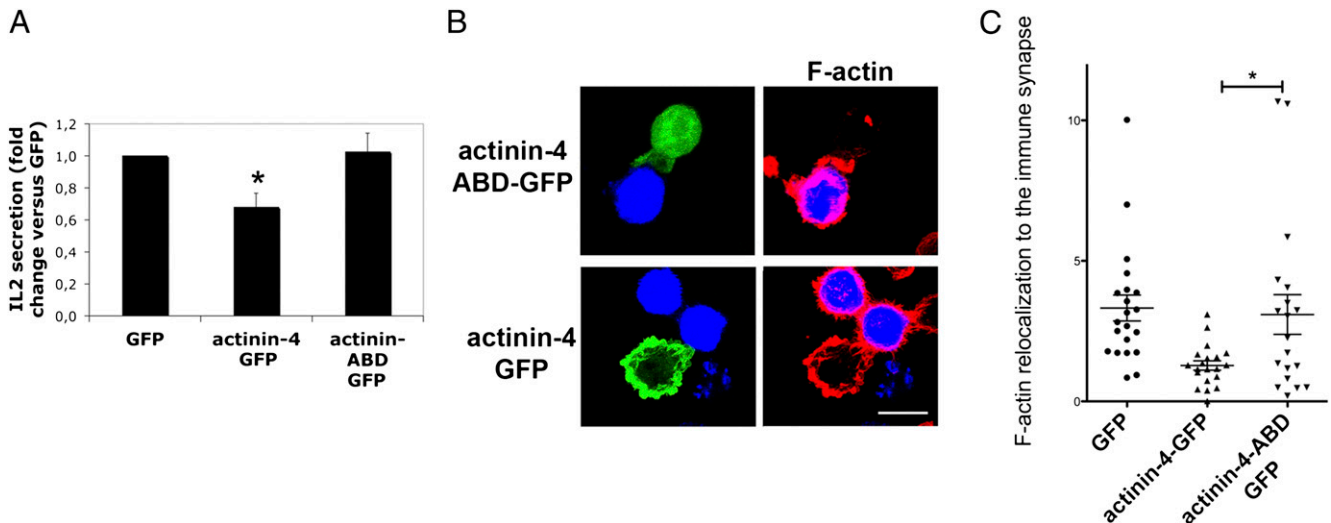 A
IL2 secretion (fold
change versus GFP)
1,2
1,0
0,8
0,6
0,4
0,2
0,0
*
GFP
actinin-4
GFP
actinin-
ABD
GFP
B
F-actin
actinin-4
ABD-GFP
actinin-4
GFP
C
F-actin relocalization to the immune synapse
10
5
0
*
GFP
actinin-4-GFP
actinin-4-ABD
GFP